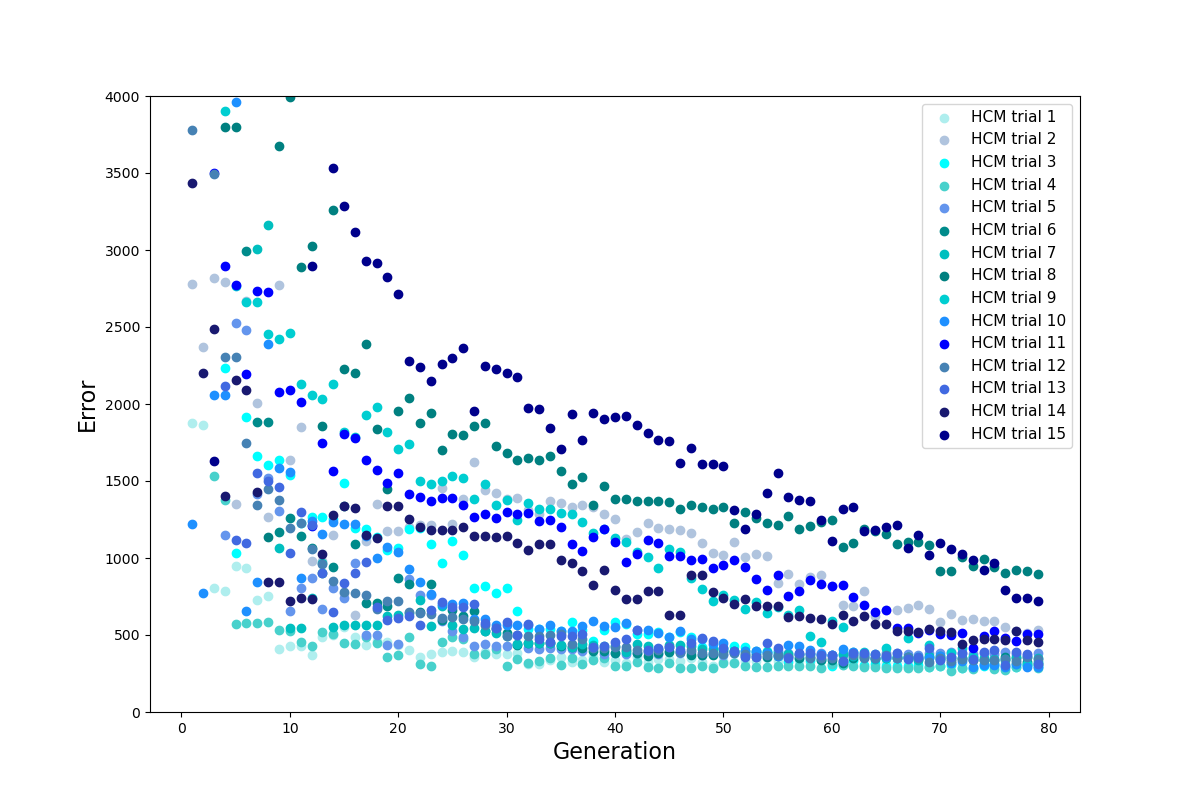 4000
3500
3000
2500
2000
1500
1000
500
0
Error
0 10 20 30 40 50 60 70 80
Generation
HCM trial 1
HCM trial 2
HCM trial 3
HCM trial 4
HCM trial 5
HCM trial 6
HCM trial 7
HCM trial 8
HCM trial 9
HCM trial 10
HCM trial 11
HCM trial 12
HCM trial 13
HCM trial 14
HCM trial 15